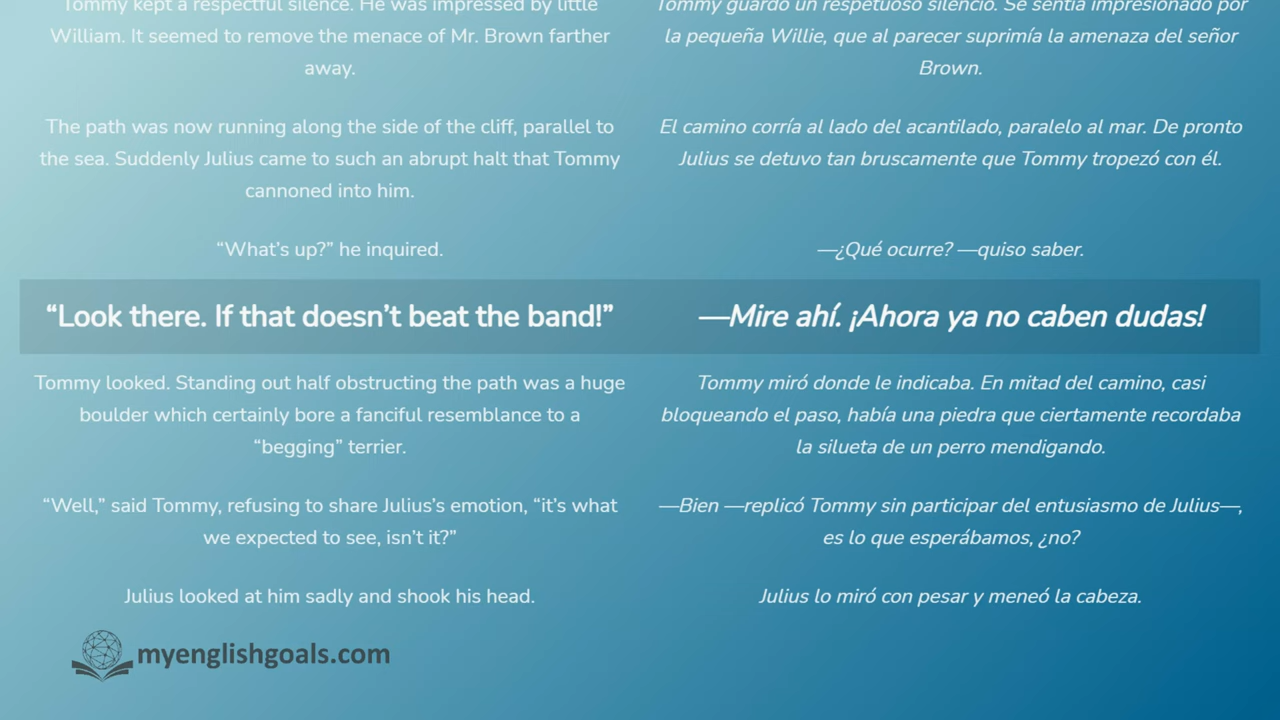 Tommy kept a respectful silence. He was impressed by little
William. It seemed to remove the menace of Mr. Brown farther
away.
The path was now running along the side of the cliff, parallel to
the sea. Suddenly Julius came to such an abrupt halt that Tommy
cannoned into him.
“What’s up?” he inquired.
“Look there. If that doesn’t beat the band!”
Tommy looked. Standing out half obstructing the path was a huge
boulder which certainly bore a fanciful resemblance to a
“begging” terrier.
“Well,” said Tommy, refusing to share Julius’s emotion, “it’s what
we expected to see, isn’t it?”
Julius looked at him sadly and shook his head.
Tommy guardó un respetuoso silencio. Se sentía impresionado por
la pequeña Willie, que al parecer suprimía la amenaza del señor
Brown.
El camino corría al lado del acantilado, paralelo al mar. De pronto
Julius se detuvo tan bruscamente que Tommy tropezó con él.
—¿Qué ocurre? —quiso saber.
—Mire ahí. ¡Ahora ya no caben dudas!
Tommy miró donde le indicaba. En mitad del camino, casi
bloqueando el paso, había una piedra que ciertamente recordaba
la silueta de un perro mendigando.
—Bien —replicó Tommy sin participar del entusiasmo de Julius—,
es lo que esperábamos, ¿no?
Julius lo miró con pesar y meneó la cabeza.
myenglishgoals.com